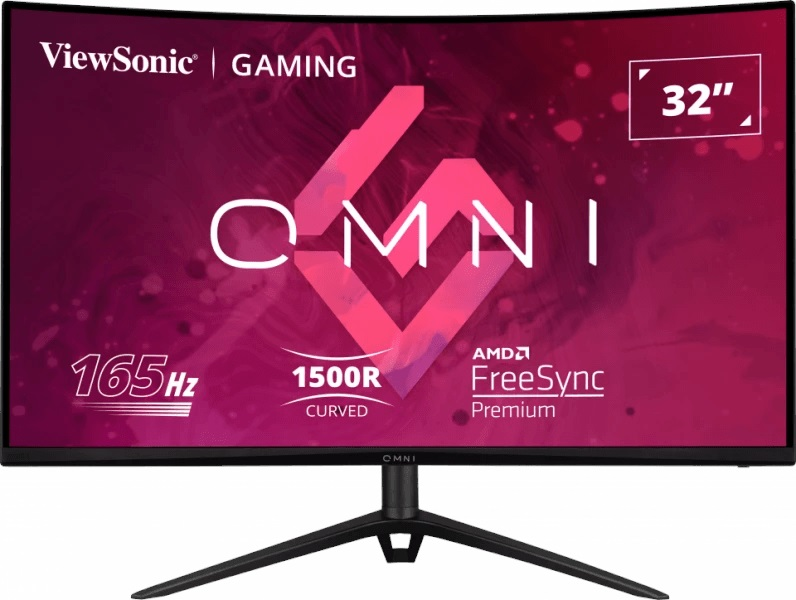 ViewSonic® | GAMING
32”
OMNI
165Hz
1500R
CURVED
AMD
FreeSync
Premium
OMNI